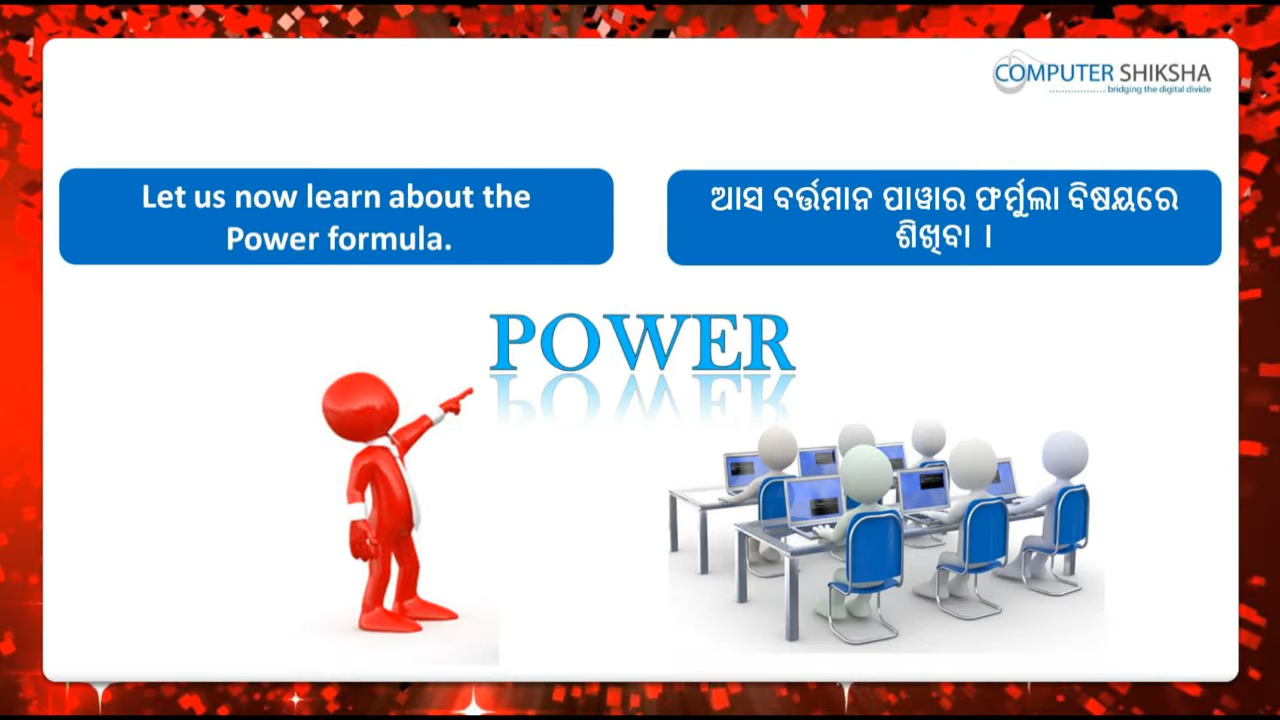 COMPUTER SHIKSHA
bridging the digital divide
Let us now learn about the
Power formula.
ଆସ ବର୍ତ୍ତମାନ ପାୱାର ଫର୍ମୁଲା ବିଷୟରେ
ଶିଖିବା ।
POWER